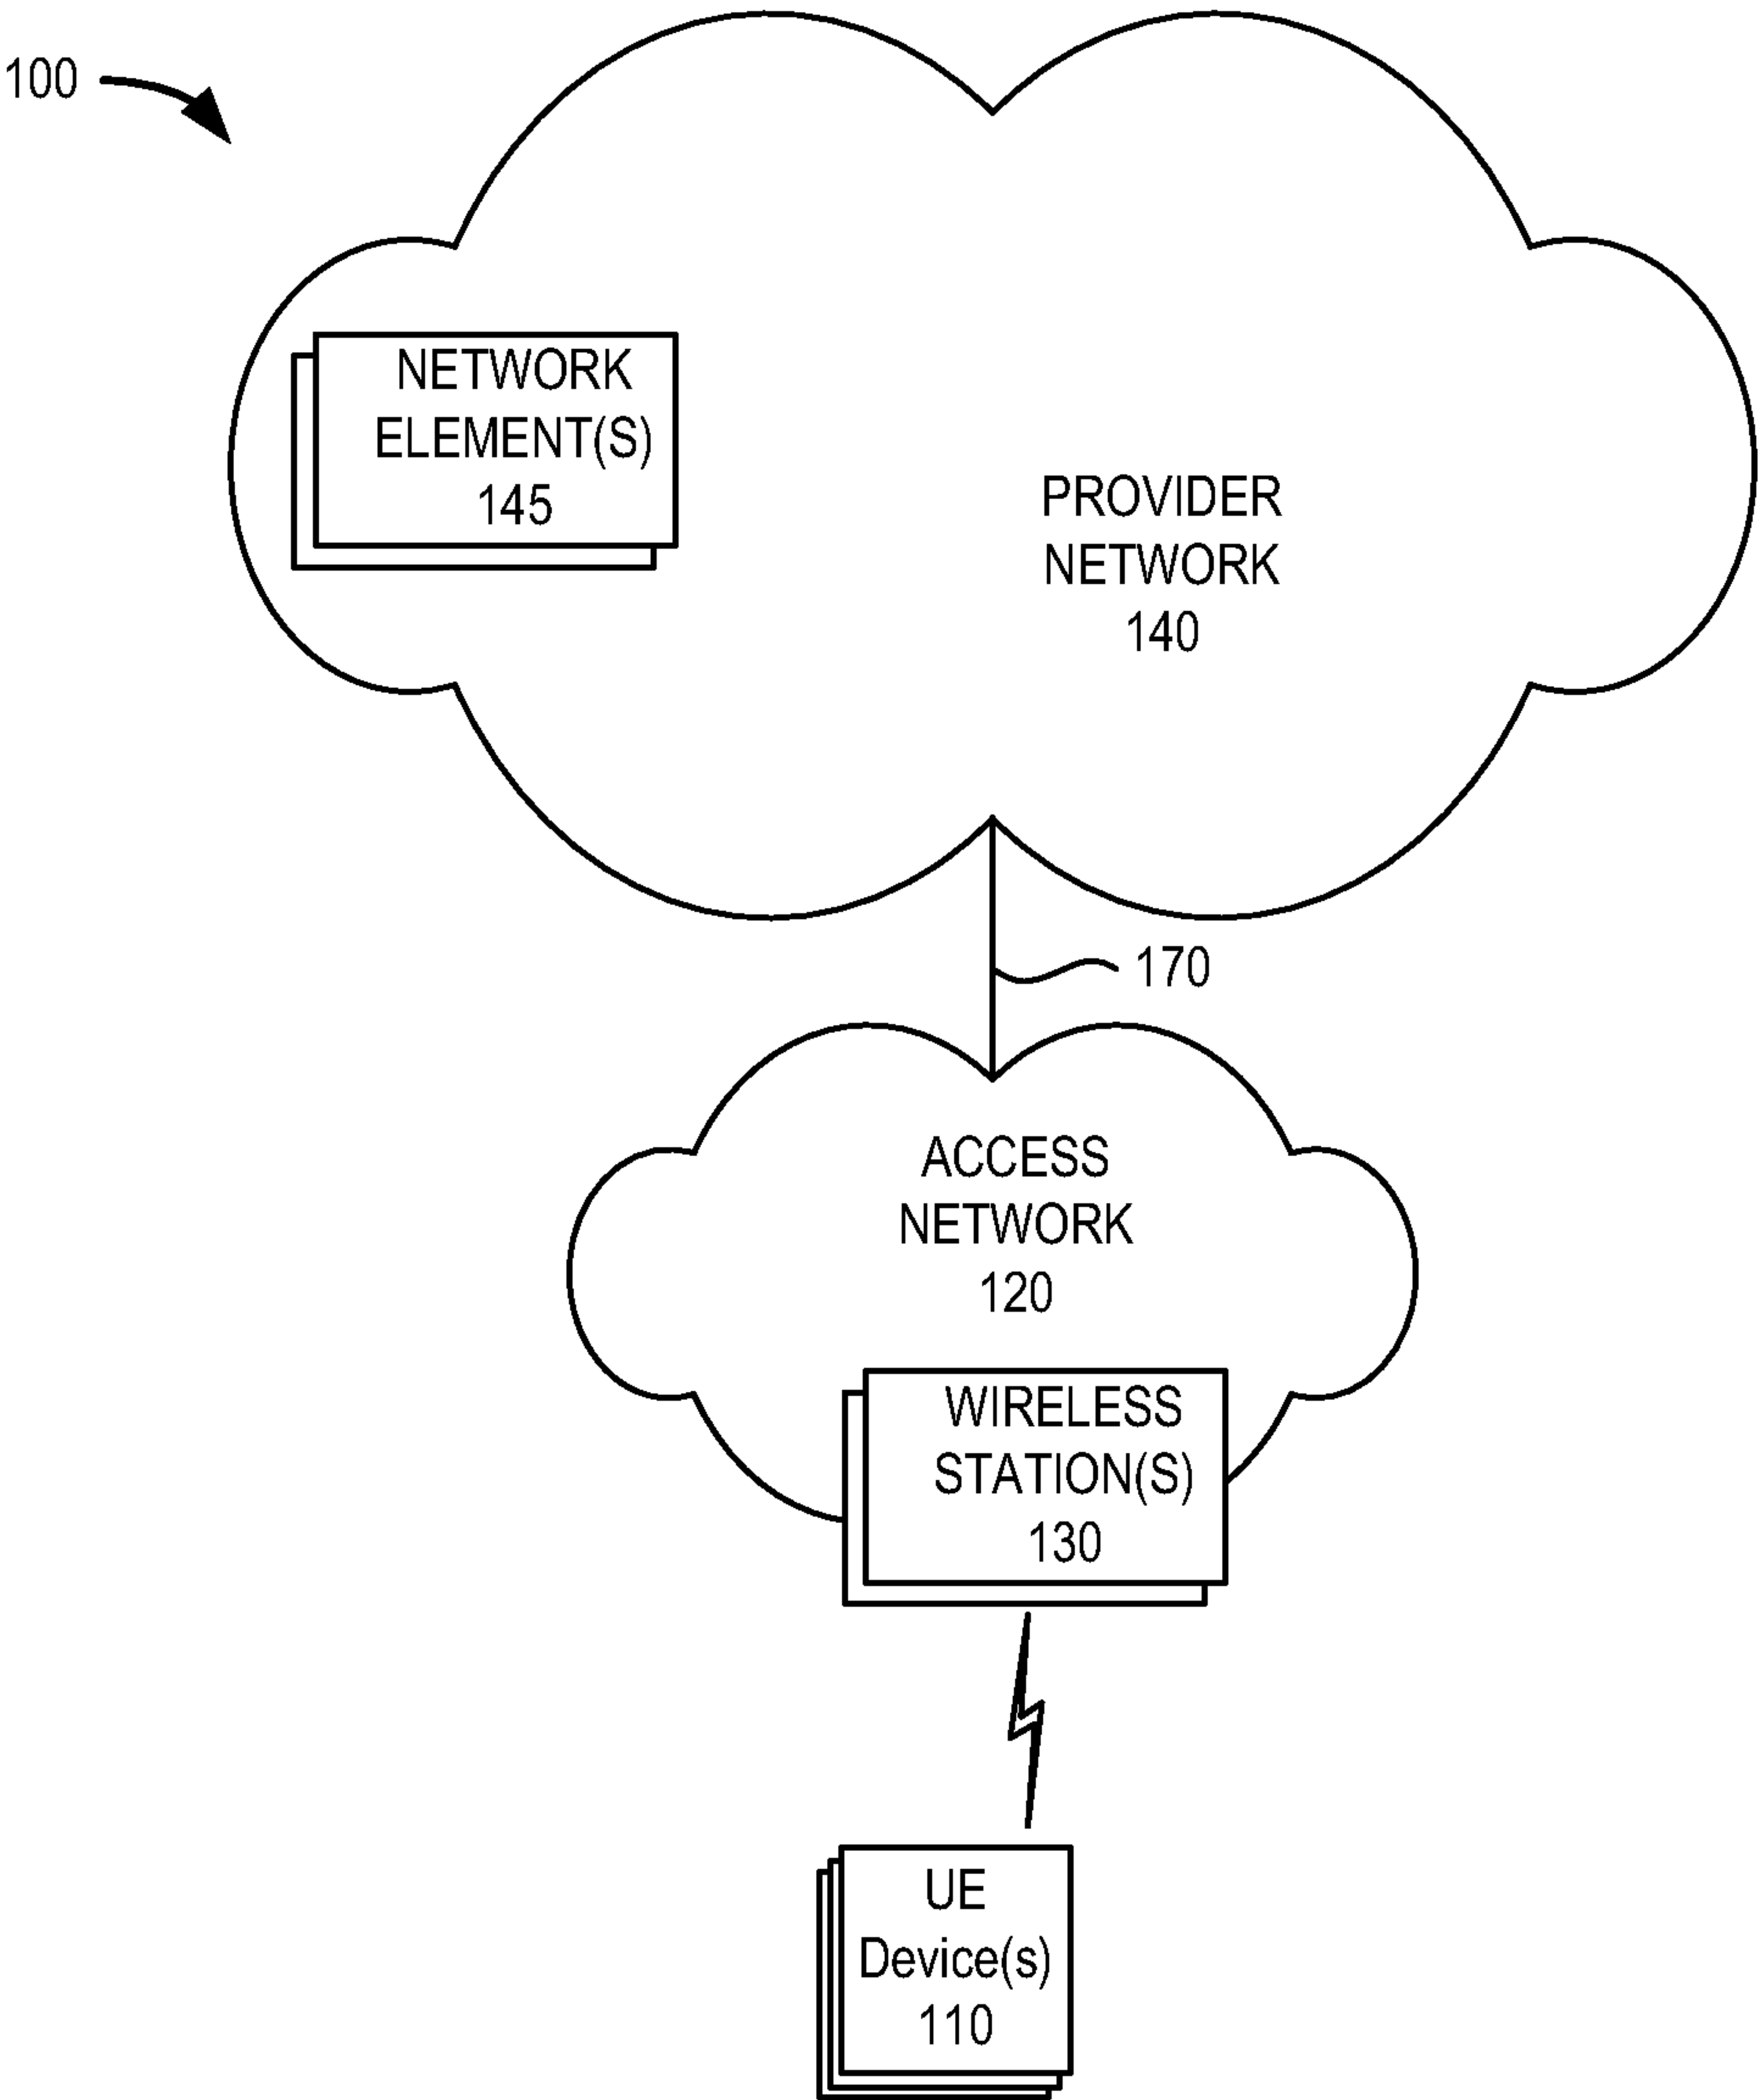 100
NETWORK
ELEMENT(S)
145
PROVIDER
NETWORK
140
170
ACCESS
NETWORK
120
WIRELESS
STATION(S)
130
UE
Device(s)
110